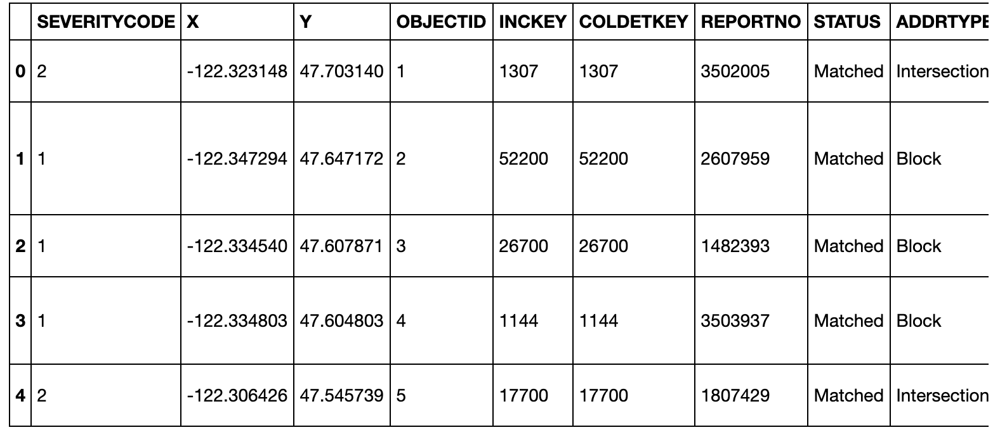 SEVERITYCODE X Y OBJECTID INCKEY COLDETKEY REPORTNO STATUS ADDRTYPE
0 2 -122.323148 47.703140 1 1307 1307 3502005 Matched Intersection
1 1 -122.347294 47.647172 2 52200 52200 2607959 Matched Block
2 1 -122.334540 47.607871 3 26700 26700 1482393 Matched Block
3 1 -122.334803 47.604803 4 1144 1144 3503937 Matched Block
4 2 -122.306426 47.545739 5 17700 17700 1807429 Matched Intersection